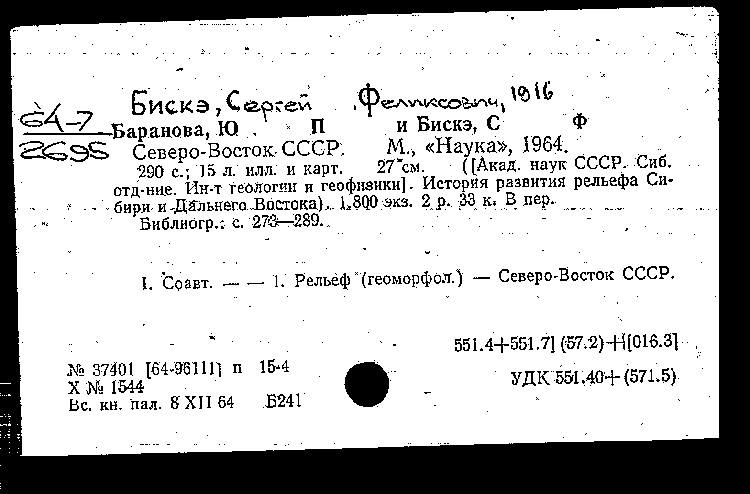 Бискэ, Сергей Феликсович, 1916
64-7
2695
Баранова, Ю. П и Бискэ, С Ф
Северо-Восток СССР. М., «Наука», 1964.
290 с.; 15 л. илл. и карт. 27 см. ([Акад. наук СССР. Сиб.
отд-ние. Ин-т геологии и геофизики]. История развития рельефа Си-
бири и Дальнего Востока). 1.800 экз. 2 р. 33 к. В пер.
Библиогр.: с. 273—289.
I. Соавт. — — 1. Рельеф (геоморфол.) — Северо-Восток СССР.
551.4+551.7] (57.2)+[016.3]
№ 37401 [64-96111] п 15-4
УДК 551.40+(571.5)
X № 1544
Вс. кн. пал. 8 XII 64 Б241